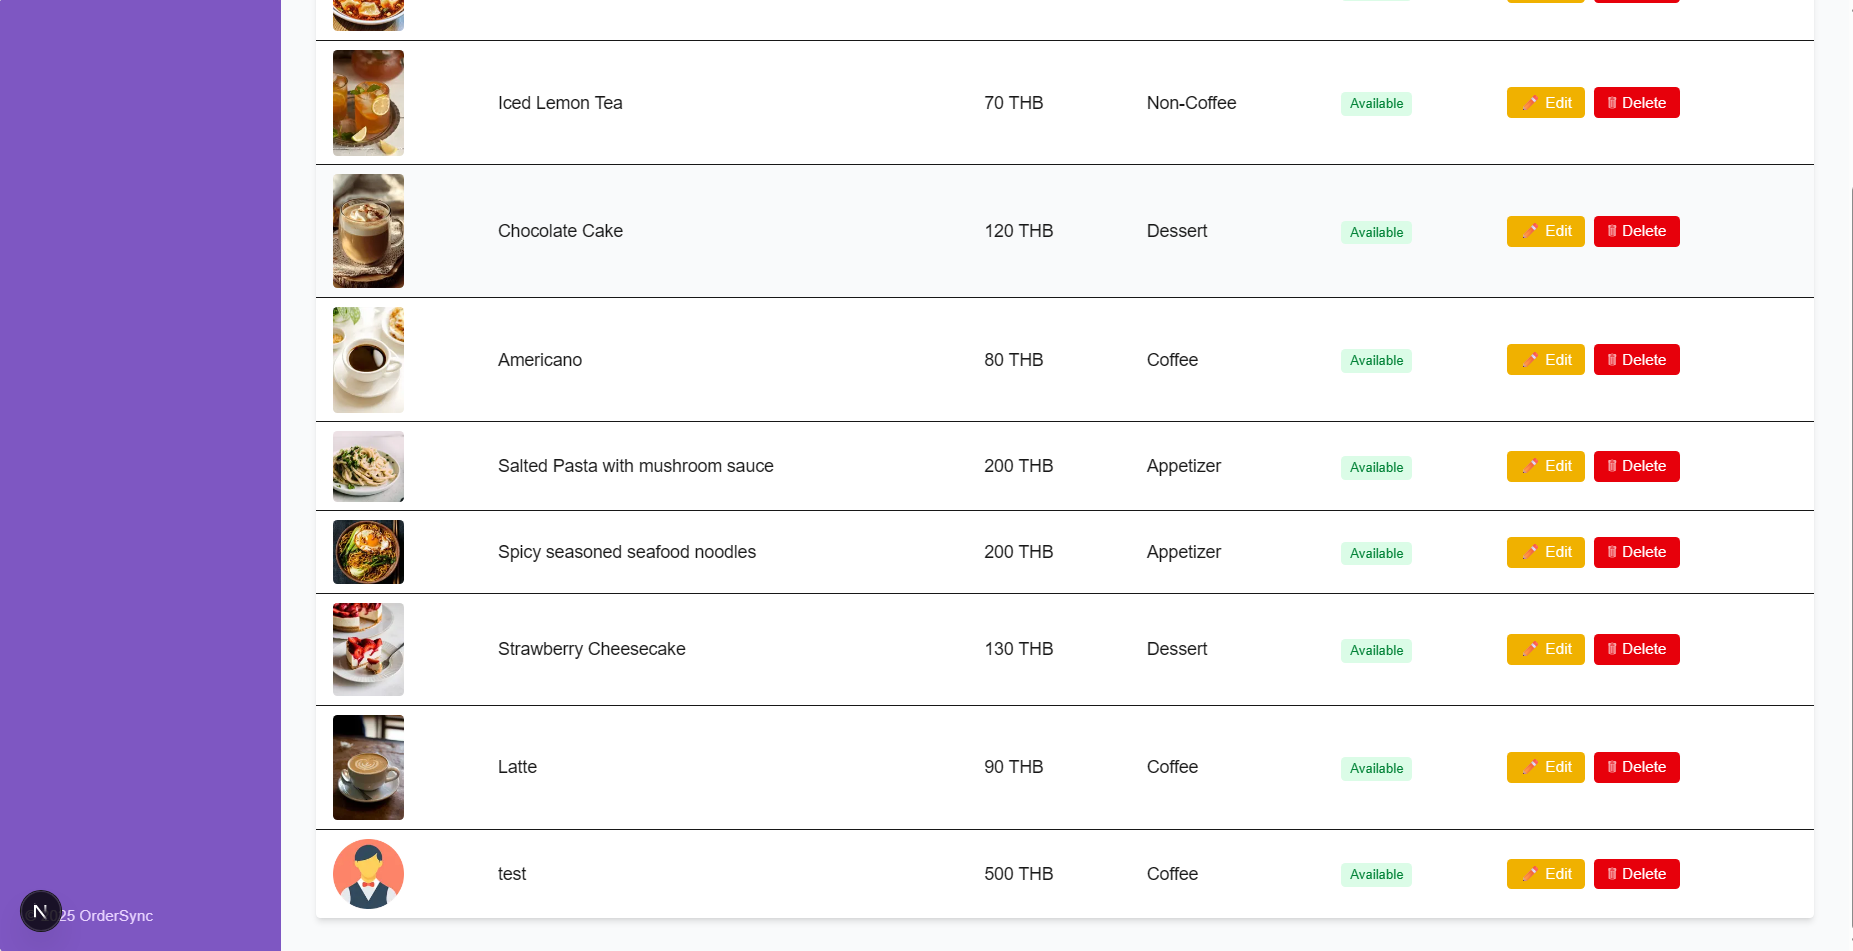 Iced Lemon Tea 70 THB Non-Coffee Available Edit Delete
Chocolate Cake 120 THB Dessert Available Edit Delete
Americano 80 THB Coffee Available Edit Delete
Salted Pasta with mushroom sauce 200 THB Appetizer Available Edit Delete
Spicy seasoned seafood noodles 200 THB Appetizer Available Edit Delete
Strawberry Cheesecake 130 THB Dessert Available Edit Delete
Latte 90 THB Coffee Available Edit Delete
test 500 THB Coffee Available Edit Delete
N 25 OrderSync